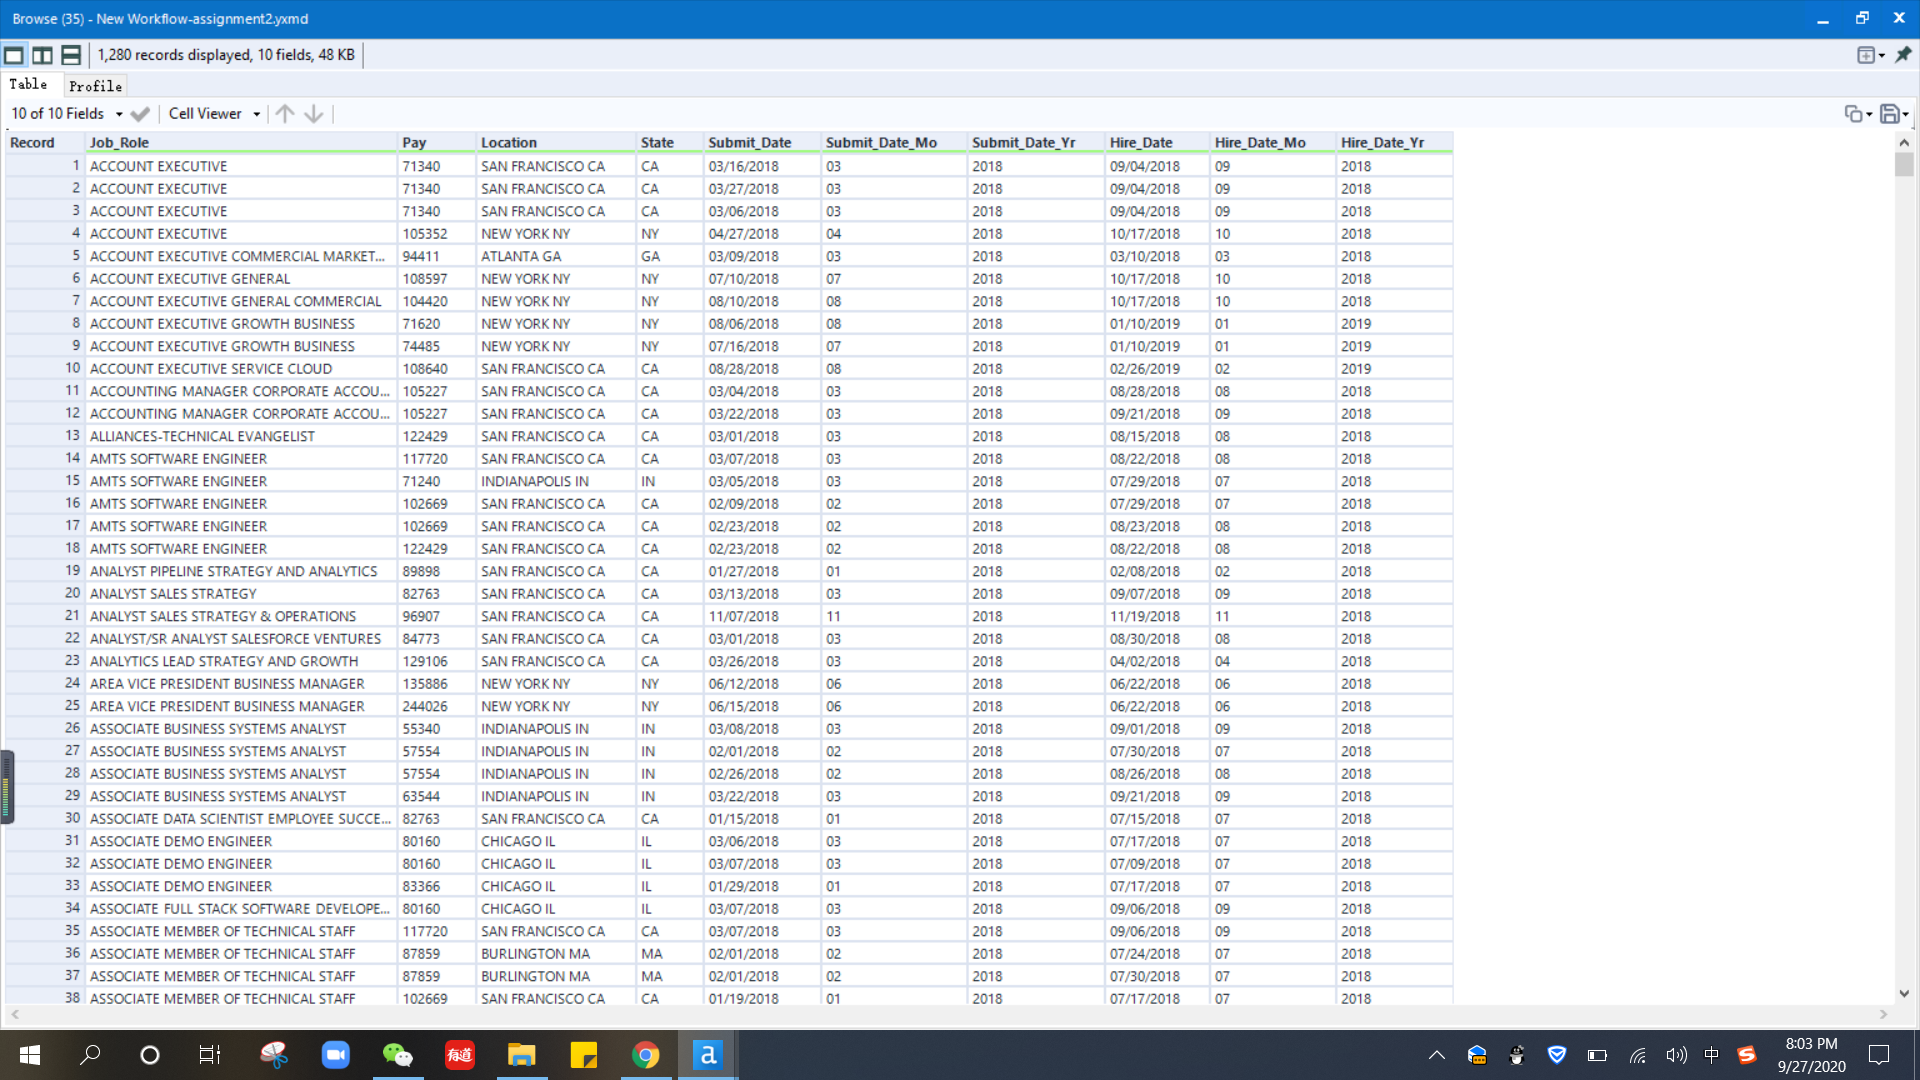 Browse (35) - New Workflow-assignment2.yxmd
1,280 records displayed, 10 fields, 48 KB
Table Profile
10 of 10 Fields Cell Viewer
Record Job_Role Pay Location State Submit_Date Submit_Date_Mo Submit_Date_Yr Hire_Date Hire_Date_Mo Hire_Date_Yr
1 ACCOUNT EXECUTIVE 71340 SAN FRANCISCO CA CA 03/16/2018 03 2018 09/04/2018 09 2018
2 ACCOUNT EXECUTIVE 71340 SAN FRANCISCO CA CA 03/27/2018 03 2018 09/04/2018 09 2018
3 ACCOUNT EXECUTIVE 71340 SAN FRANCISCO CA CA 03/06/2018 03 2018 09/04/2018 09 2018
4 ACCOUNT EXECUTIVE 105352 NEW YORK NY NY 04/27/2018 04 2018 10/17/2018 10 2018
5 ACCOUNT EXECUTIVE COMMERCIAL MARKET... 94411 ATLANTA GA GA 03/09/2018 03 2018 03/10/2018 03 2018
6 ACCOUNT EXECUTIVE GENERAL 108597 NEW YORK NY NY 07/10/2018 07 2018 10/17/2018 10 2018
7 ACCOUNT EXECUTIVE GENERAL COMMERCIAL 104420 NEW YORK NY NY 08/10/2018 08 2018 10/17/2018 10 2018
8 ACCOUNT EXECUTIVE GROWTH BUSINESS 71620 NEW YORK NY NY 08/06/2018 08 2018 01/10/2019 01 2019
9 ACCOUNT EXECUTIVE GROWTH BUSINESS 74485 NEW YORK NY NY 07/16/2018 07 2018 01/10/2019 01 2019
10 ACCOUNT EXECUTIVE SERVICE CLOUD 108640 SAN FRANCISCO CA CA 08/28/2018 08 2018 02/26/2019 02 2019
11 ACCOUNTING MANAGER CORPORATE ACCOU... 105227 SAN FRANCISCO CA CA 03/04/2018 03 2018 08/28/2018 08 2018
12 ACCOUNTING MANAGER CORPORATE ACCOU... 105227 SAN FRANCISCO CA CA 03/22/2018 03 2018 09/21/2018 09 2018
13 ALLIANCES-TECHNICAL EVANGELIST 122429 SAN FRANCISCO CA CA 03/01/2018 03 2018 08/15/2018 08 2018
14 AMTS SOFTWARE ENGINEER 117720 SAN FRANCISCO CA CA 03/07/2018 03 2018 08/22/2018 08 2018
15 AMTS SOFTWARE ENGINEER 71240 INDIANAPOLIS IN IN 03/05/2018 03 2018 07/29/2018 07 2018
16 AMTS SOFTWARE ENGINEER 102669 SAN FRANCISCO CA CA 02/09/2018 02 2018 07/29/2018 07 2018
17 AMTS SOFTWARE ENGINEER 102669 SAN FRANCISCO CA CA 02/23/2018 02 2018 08/23/2018 08 2018
18 AMTS SOFTWARE ENGINEER 122429 SAN FRANCISCO CA CA 02/23/2018 02 2018 08/22/2018 08 2018
19 ANALYST PIPELINE STRATEGY AND ANALYTICS 89898 SAN FRANCISCO CA CA 01/27/2018 01 2018 02/08/2018 02 2018
20 ANALYST SALES STRATEGY 82763 SAN FRANCISCO CA CA 03/13/2018 03 2018 09/07/2018 09 2018
21 ANALYST SALES STRATEGY & OPERATIONS 96907 SAN FRANCISCO CA CA 11/07/2018 11 2018 11/19/2018 11 2018
22 ANALYST/SR ANALYST SALESFORCE VENTURES 84773 SAN FRANCISCO CA CA 03/01/2018 03 2018 08/30/2018 08 2018
23 ANALYTICS LEAD STRATEGY AND GROWTH 129106 SAN FRANCISCO CA CA 03/26/2018 03 2018 04/02/2018 04 2018
24 AREA VICE PRESIDENT BUSINESS MANAGER 135886 NEW YORK NY NY 06/12/2018 06 2018 06/22/2018 06 2018
25 AREA VICE PRESIDENT BUSINESS MANAGER 244026 NEW YORK NY NY 06/15/2018 06 2018 06/22/2018 06 2018
26 ASSOCIATE BUSINESS SYSTEMS ANALYST 55340 INDIANAPOLIS IN IN 03/08/2018 03 2018 09/01/2018 09 2018
27 ASSOCIATE BUSINESS SYSTEMS ANALYST 57554 INDIANAPOLIS IN IN 02/01/2018 02 2018 07/30/2018 07 2018
28 ASSOCIATE BUSINESS SYSTEMS ANALYST 57554 INDIANAPOLIS IN IN 02/26/2018 02 2018 08/26/2018 08 2018
29 ASSOCIATE BUSINESS SYSTEMS ANALYST 63544 INDIANAPOLIS IN IN 03/22/2018 03 2018 09/21/2018 09 2018
30 ASSOCIATE DATA SCIENTIST EMPLOYEE SUCCE... 82763 SAN FRANCISCO CA CA 01/15/2018 01 2018 07/15/2018 07 2018
31 ASSOCIATE DEMO ENGINEER 80160 CHICAGO IL IL 03/06/2018 03 2018 07/17/2018 07 2018
32 ASSOCIATE DEMO ENGINEER 80160 CHICAGO IL IL 03/07/2018 03 2018 07/09/2018 07 2018
33 ASSOCIATE DEMO ENGINEER 83366 CHICAGO IL IL 01/29/2018 01 2018 07/17/2018 07 2018
34 ASSOCIATE FULL STACK SOFTWARE DEVELOPE... 80160 CHICAGO IL IL 03/07/2018 03 2018 09/06/2018 09 2018
35 ASSOCIATE MEMBER OF TECHNICAL STAFF 117720 SAN FRANCISCO CA CA 03/07/2018 03 2018 09/06/2018 09 2018
36 ASSOCIATE MEMBER OF TECHNICAL STAFF 87859 BURLINGTON MA MA 02/01/2018 02 2018 07/24/2018 07 2018
37 ASSOCIATE MEMBER OF TECHNICAL STAFF 87859 BURLINGTON MA MA 02/01/2018 02 2018 07/30/2018 07 2018
38 ASSOCIATE MEMBER OF TECHNICAL STAFF 102669 SAN FRANCISCO CA CA 01/19/2018 01 2018 07/17/2018 07 2018
有道 a 中 S 8:03 PM
9/27/2020